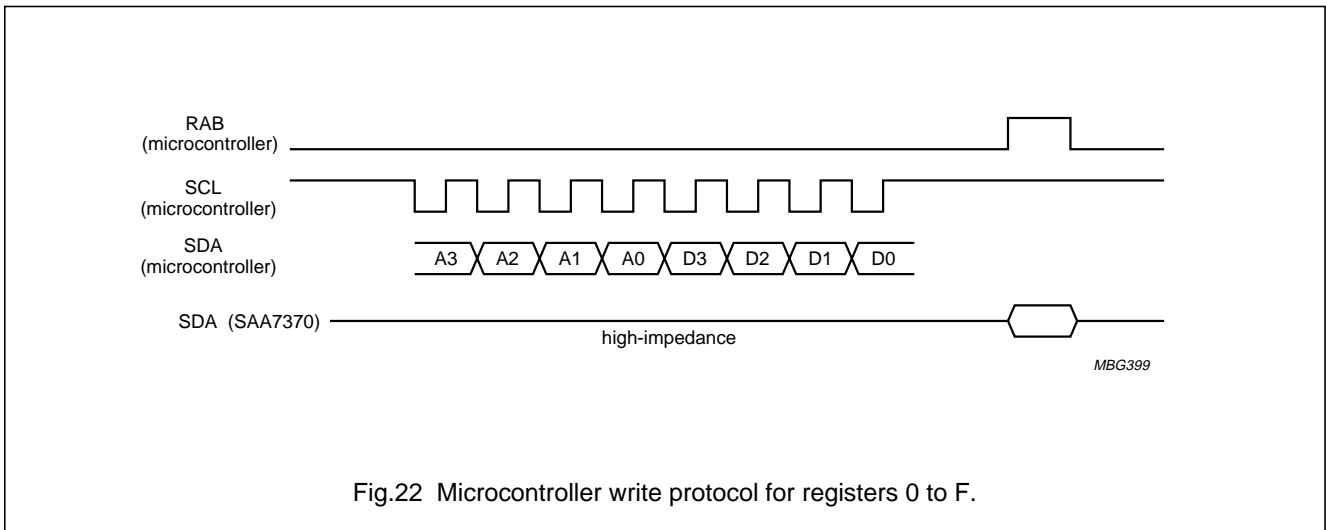 RAB
(microcontroller)
SCL
(microcontroller)
SDA
(microcontroller)
A3 A2 A1 A0 D3 D2 D1 D0
SDA (SAA7370)
high-impedance
MBG399
Fig.22 Microcontroller write protocol for registers 0 to F.